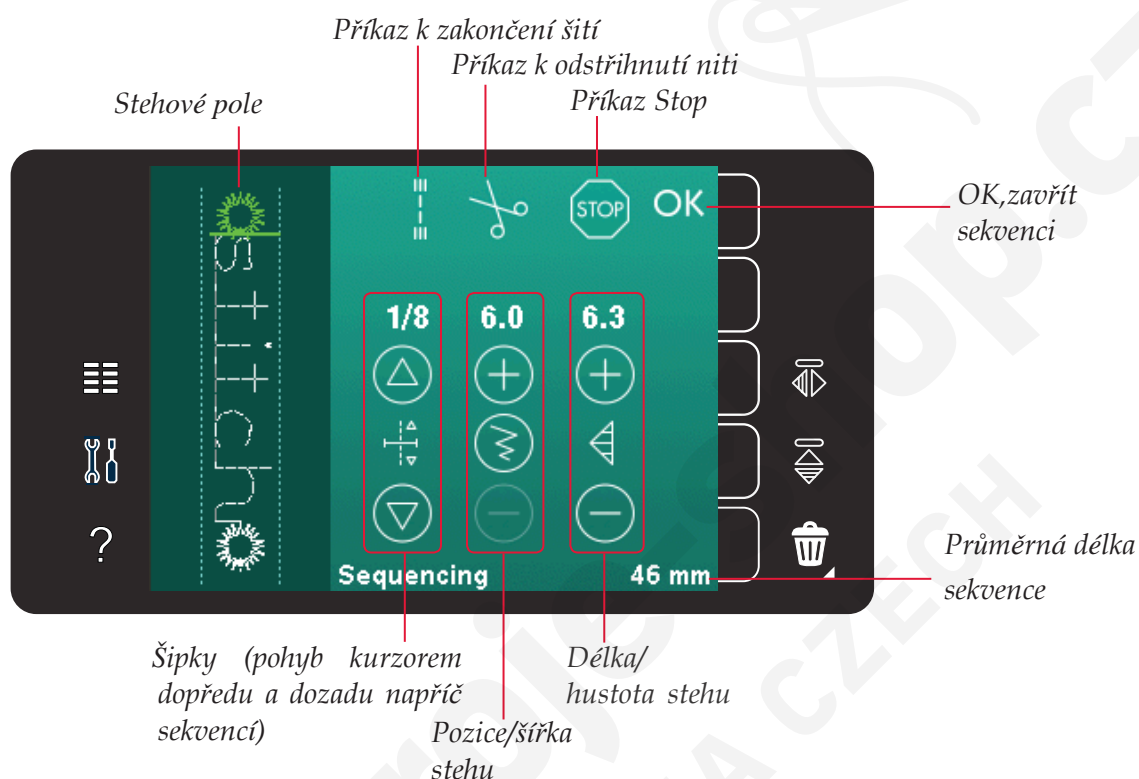 Příkaz k zakončení šití
Příkaz k odstřihnutí niti
Příkaz Stop
Stehové pole
STOP
OK
OK,zavřít
sekvenci
stitch
1/8
6.0
6.3
?
Sequencing
46 mm
Průměrná délka
sekvence
Šipky (pohyb kurzorem
dopředu a dozadu napříč
sekvencí)
Délka/
hustota stehu
Pozice/šířka
stehu